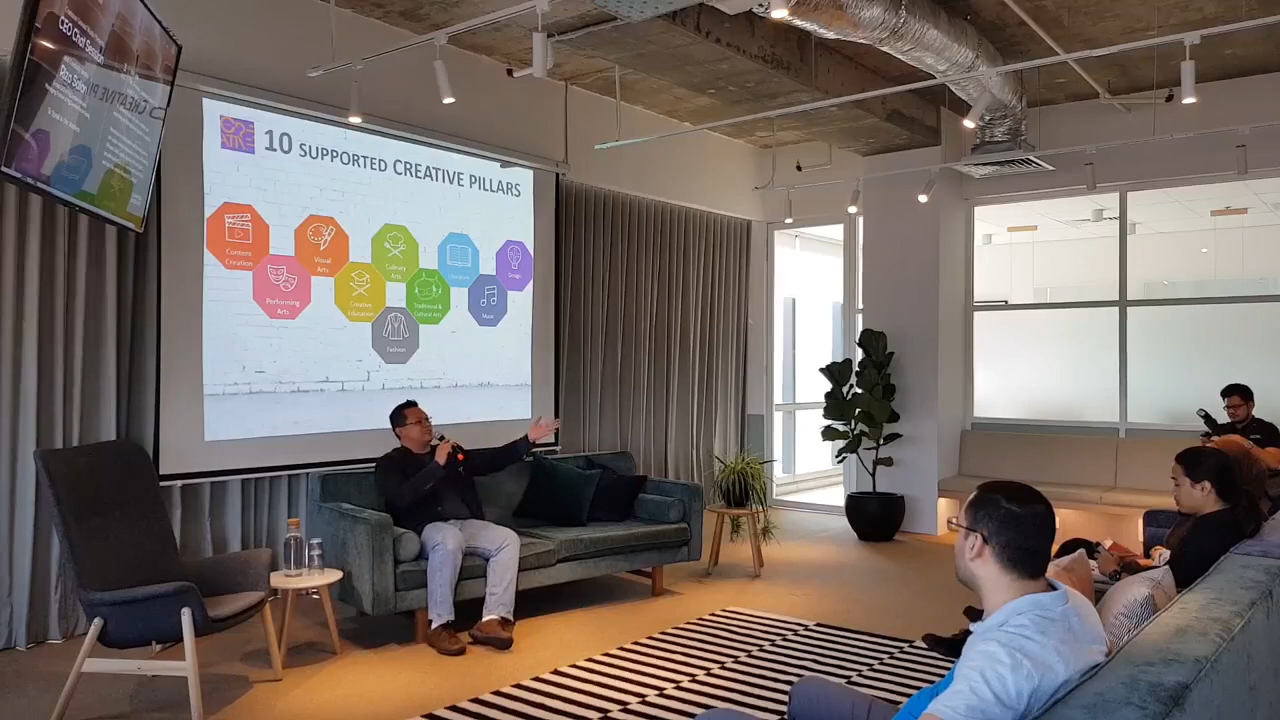 CEO Chat Session
CREATIVE
10 SUPPORTED CREATIVE PILLARS
Content
Creation
Visual
Arts
Culinary
Arts
Literature
Design
Performing
Arts
Creative
Education
Traditional &
Cultural Arts
Music
Fashion